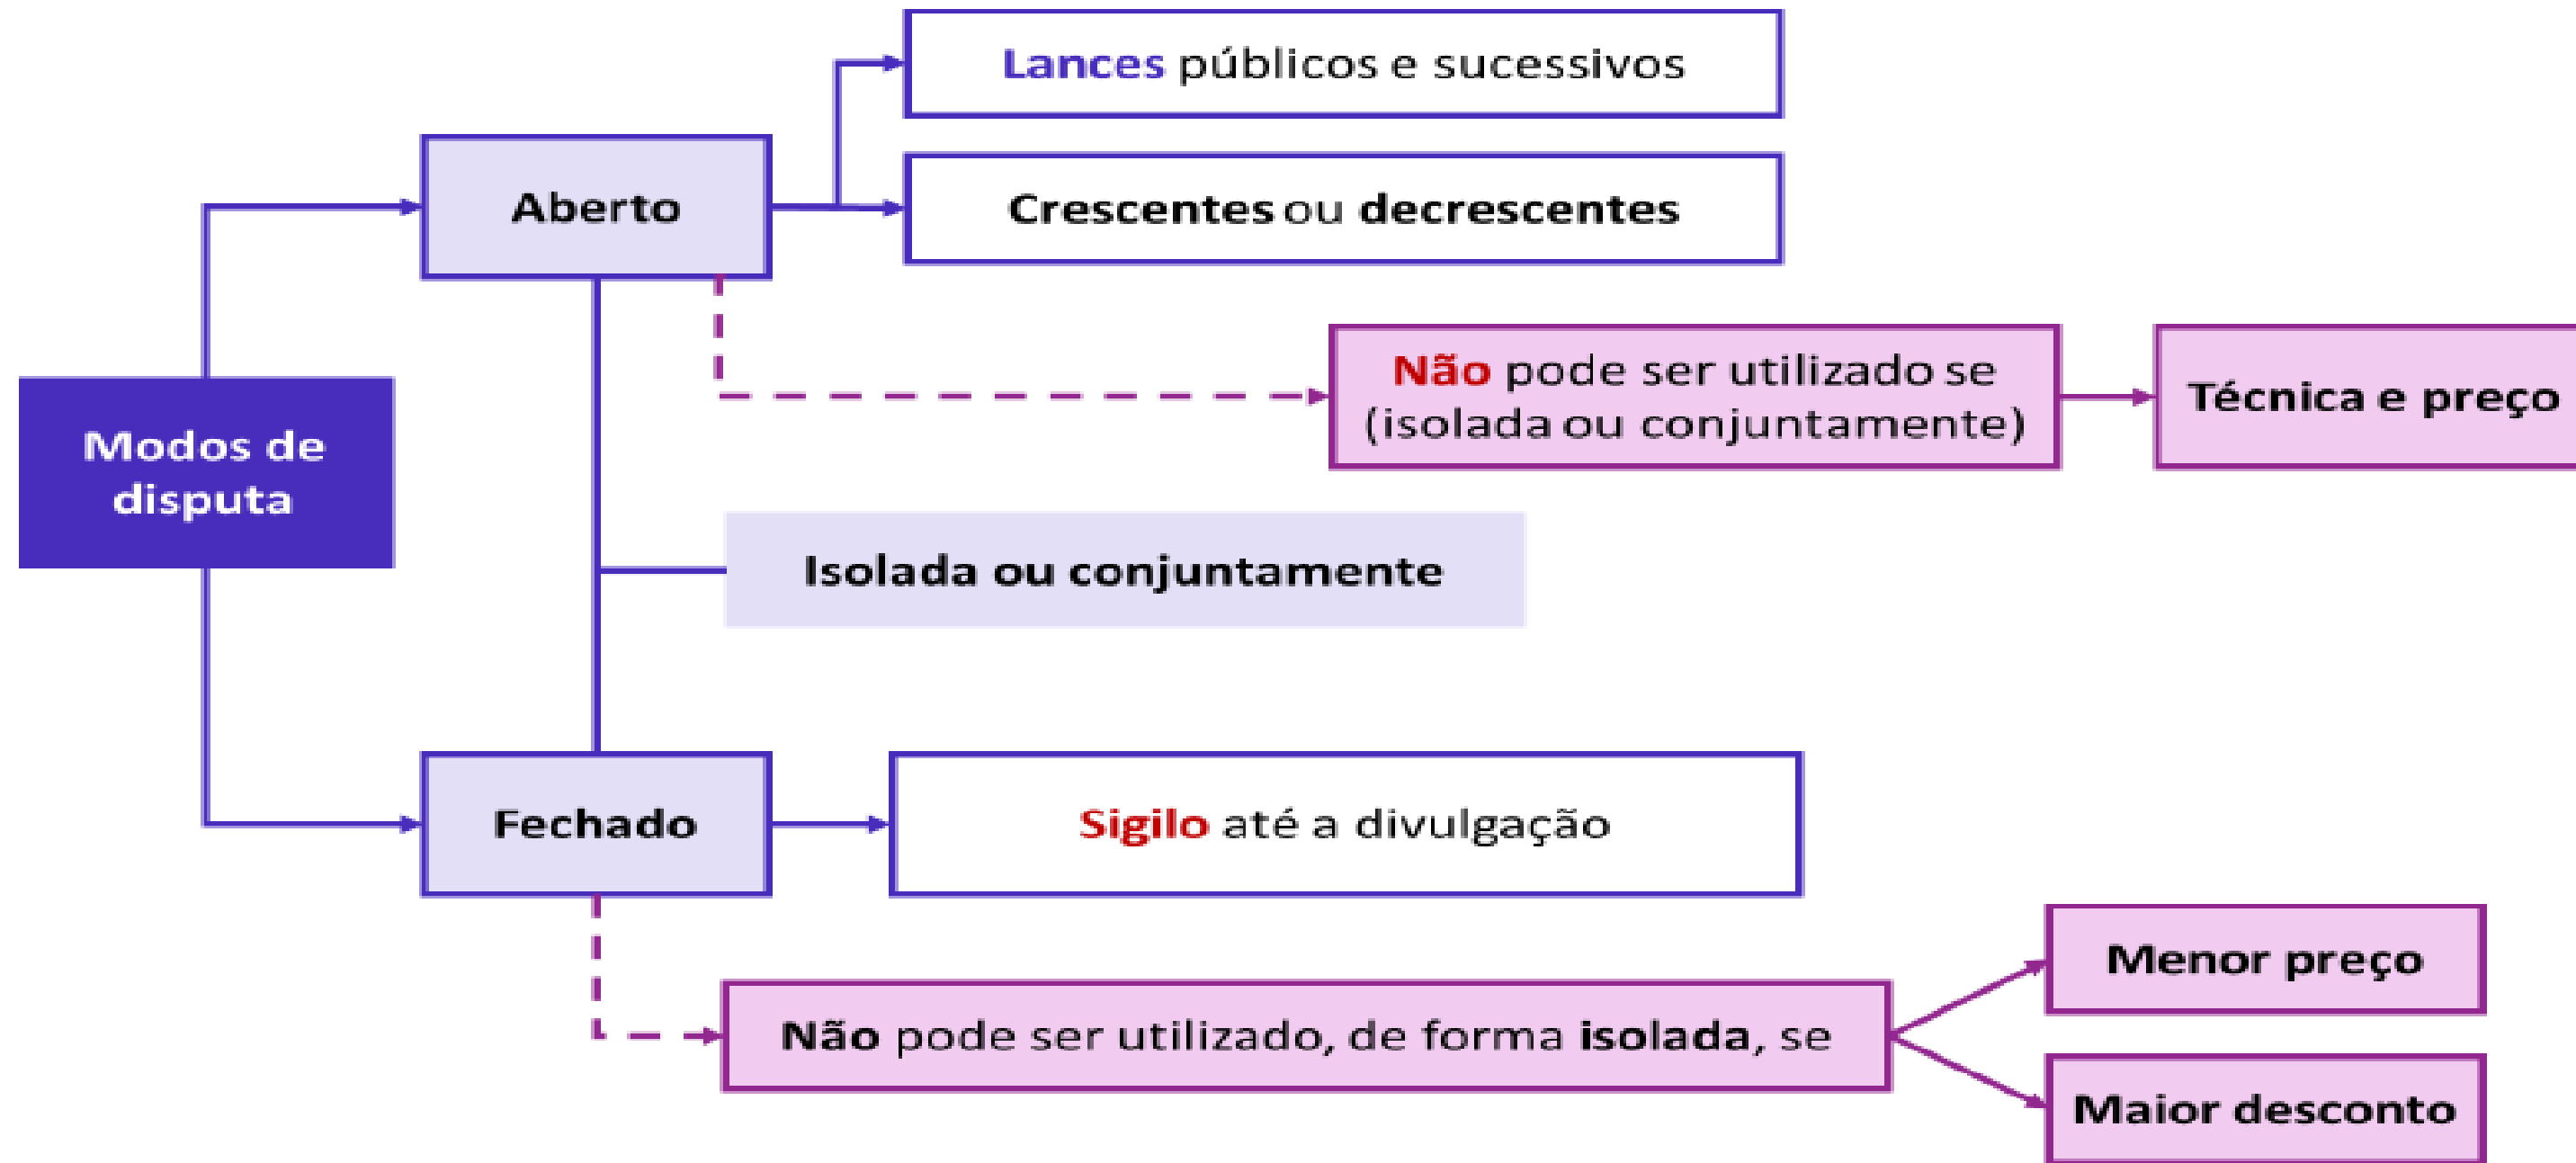 Lances públicos e sucessivos
Aberto
Crescentes ou decrescentes
Não pode ser utilizado se
(isolada ou conjuntamente)
Técnica e preço
Modos de
disputa
Isolada ou conjuntamente
Fechado
Sigilo até a divulgação
Não pode ser utilizado, de forma isolada, se
Menor preço
Maior desconto